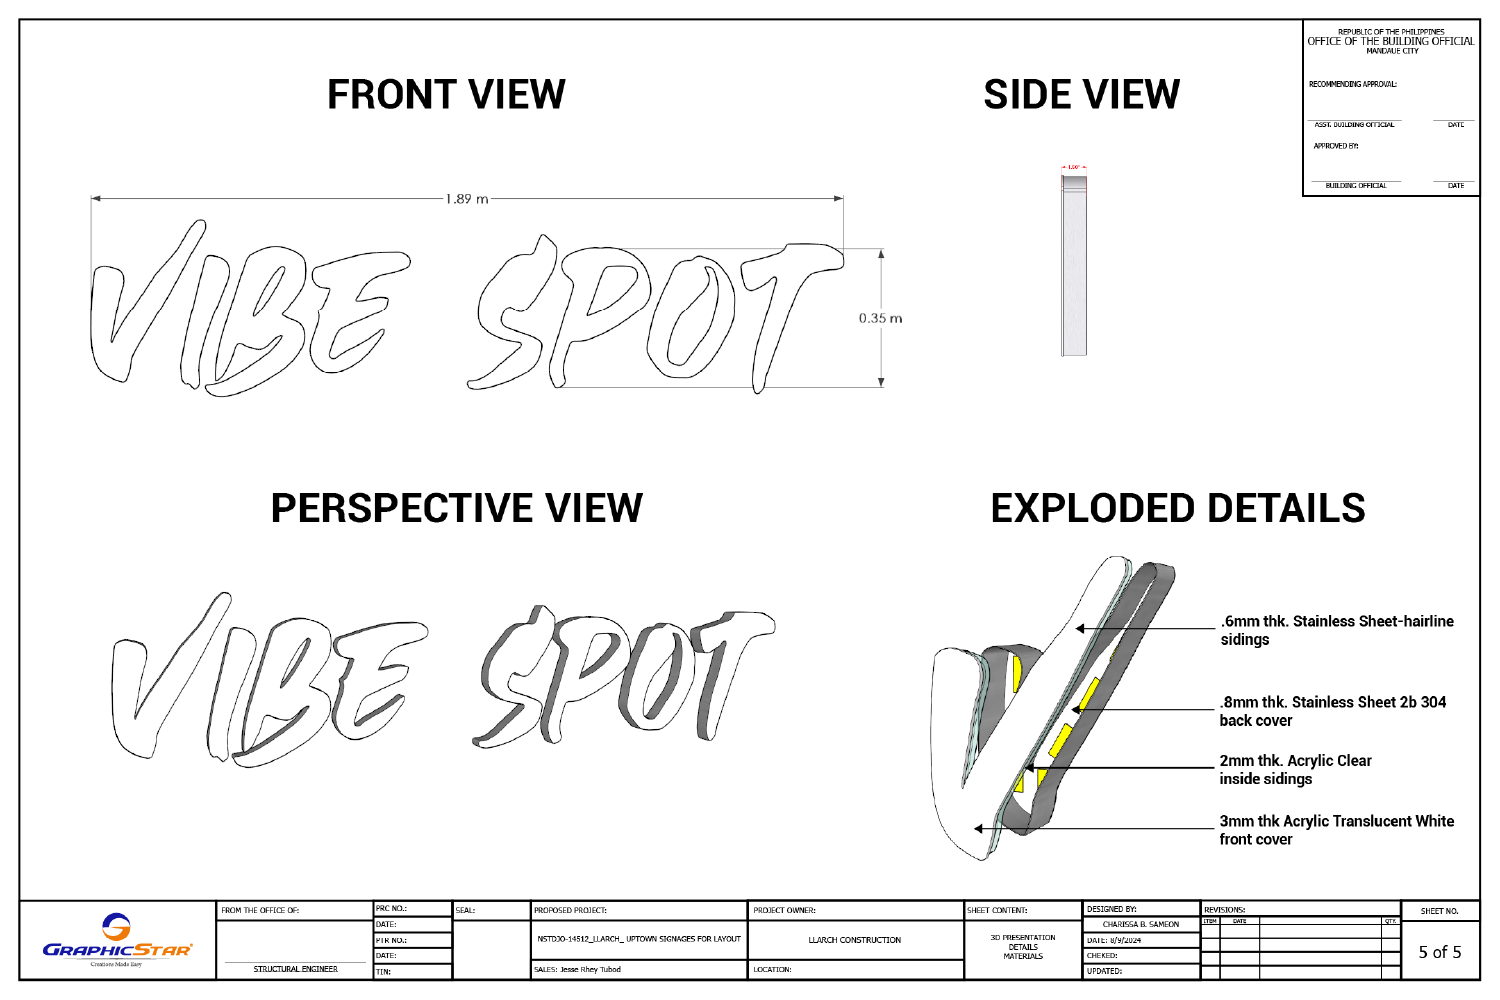 REPUBLIC OF THE PHILIPPINES
OFFICE OF THE BUILDING OFFICIAL
MANDAUE CITY
RECOMMENDING APPROVAL:
ASST. BUILDING OFFICIAL DATE
APPROVED BY:
BUILDING OFFICIAL DATE
FRONT VIEW
SIDE VIEW
1.50"
1.89 m
VIBE SPOT
0.35 m
PERSPECTIVE VIEW
EXPLODED DETAILS
VIBE SPOT
V
.6mm thk. Stainless Sheet-hairline
sidings
.8mm thk. Stainless Sheet 2b 304
back cover
2mm thk. Acrylic Clear
inside sidings
3mm thk Acrylic Translucent White
front cover
GRAPHICSTAR
Creations Made Easy
FROM THE OFFICE OF:
STRUCTURAL ENGINEER
PRC NO.:
DATE:
PTR NO.:
DATE:
TIN:
SEAL:
PROPOSED PROJECT:
NSTDJO-14512_LLARCH_ UPTOWN SIGNAGES FOR LAYOUT
SALES: Jesse Rhey Tubod
PROJECT OWNER:
LLARCH CONSTRUCTION
LOCATION:
SHEET CONTENT:
3D PRESENTATION
DETAILS
MATERIALS
DESIGNED BY:
CHARISSA B. SAMEON
DATE: 8/9/2024
CHEKED:
UPDATED:
REVISIONS:
ITEM DATE QTY.
SHEET NO.
5 of 5